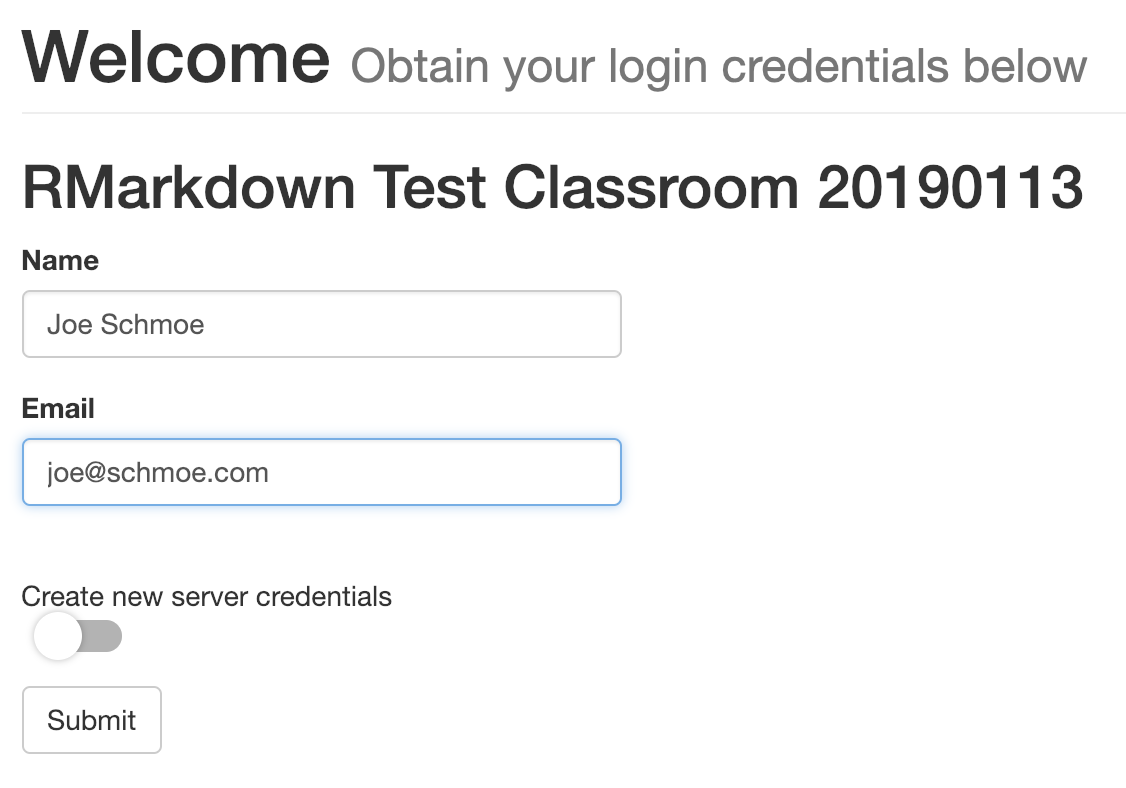 Welcome Obtain your login credentials below
RMarkdown Test Classroom 20190113
Name
Joe Schmoe
Email
joe@schmoe.com
Create new server credentials
Submit